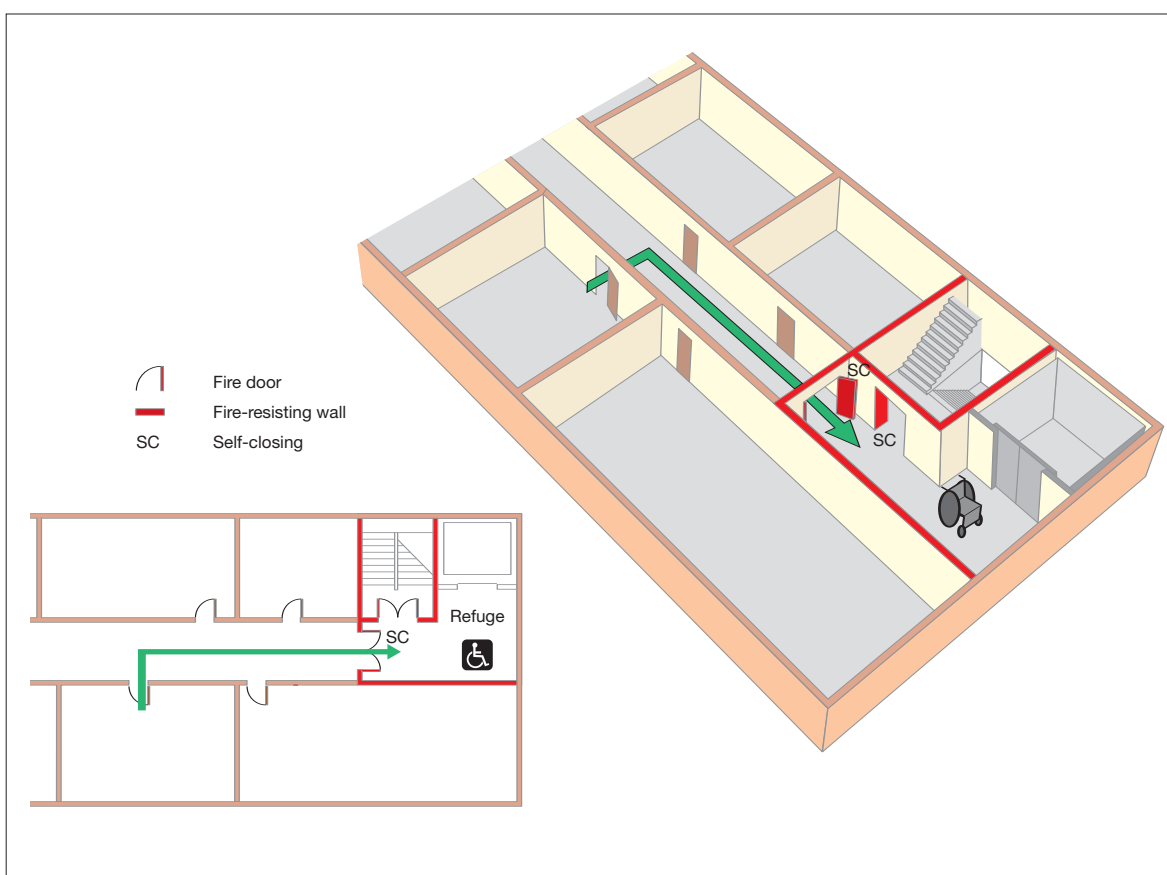 SC
SC
Fire door
Fire-resisting wall
SC Self-closing
Refuge
SC